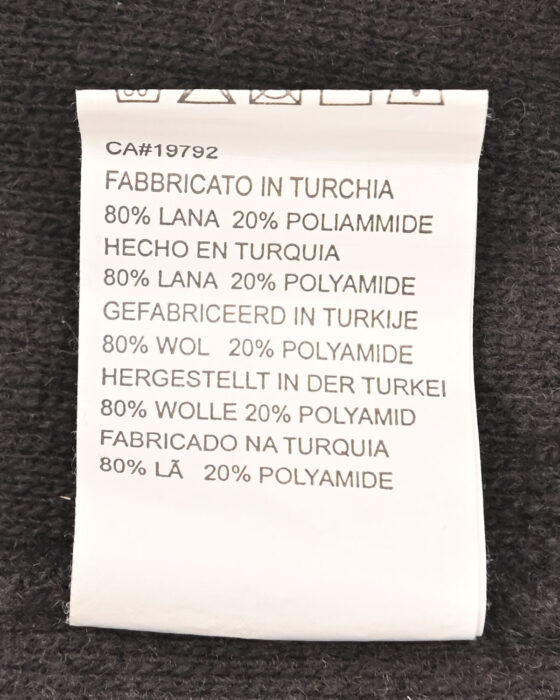 CA#19792
FABBRICATO IN TURCHIA
80% LANA 20% POLIAMMIDE
HECHO EN TURQUIA
80% LANA 20% POLYAMIDE
GEFABRICEERD IN TURKIJE
80% WOL 20% POLYAMIDE
HERGESTELLT IN DER TURKEI
80% WOLLE 20% POLYAMID
FABRICADO NA TURQUIA
80% LÃ 20% POLYAMIDE